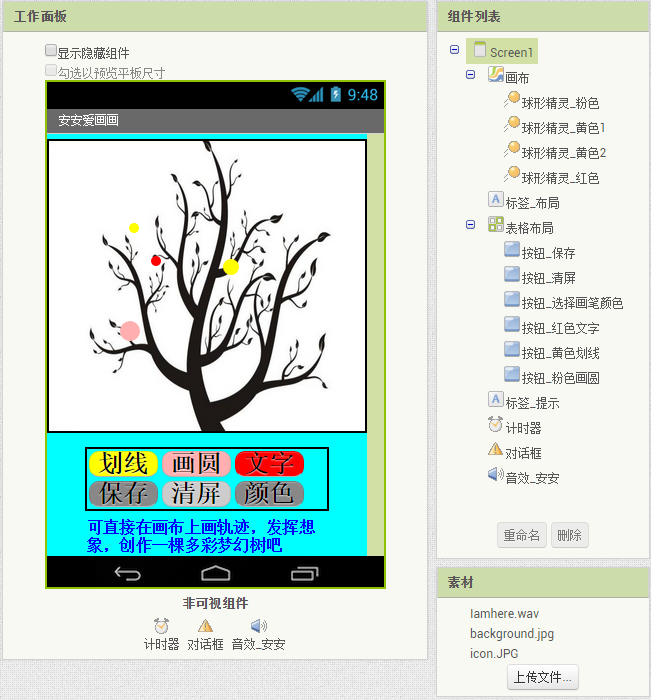 工作面板
显示隐藏组件
勾选以预览平板尺寸
9:48
安安爱画画
划线 画圆 文字
保存 清屏 颜色
可直接在画布上画轨迹，发挥想
象，创作一棵多彩梦幻树吧
非可视组件
计时器 对话框 音效_安安
组件列表
Screen1
画布
球形精灵_粉色
球形精灵_黄色1
球形精灵_黄色2
球形精灵_红色
标签_布局
表格布局
按钮_保存
按钮_清屏
按钮_选择画笔颜色
按钮_红色文字
按钮_黄色划线
按钮_粉色画圆
标签_提示
计时器
对话框
音效_安安
重命名 删除
素材
Iamhere.wav
background.jpg
icon.JPG
上传文件...